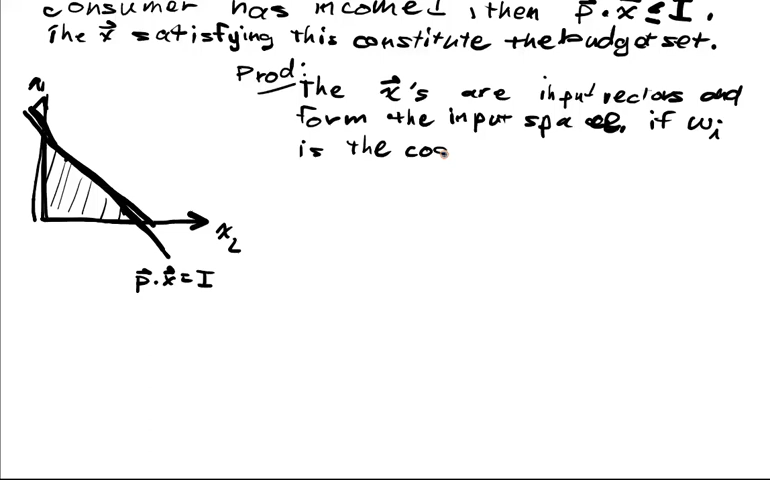 consumer has income I, then p⃗·x⃗ ≤ I.
The x⃗ satisfying this constitute the budget set.
Prod:
The x⃗'s are input vectors and
form the input space. if wᵢ
is the cos
x₂
p⃗·x⃗ = I